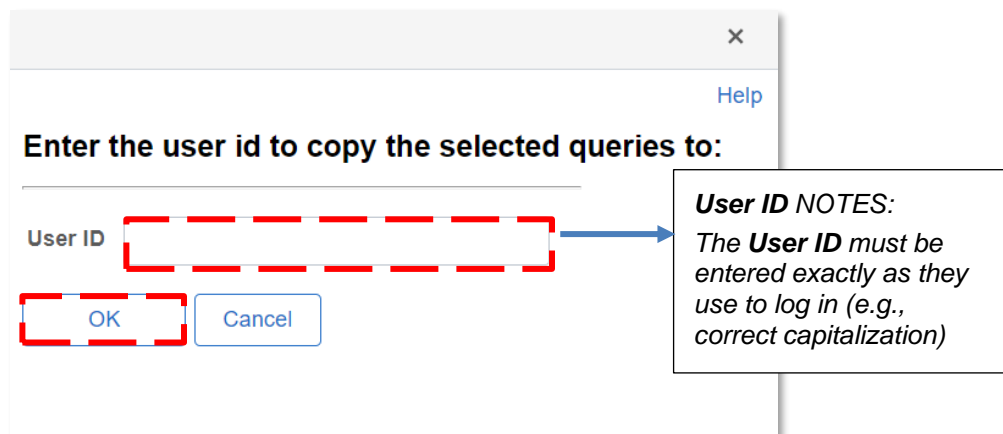 ×
Help
Enter the user id to copy the selected queries to:
User ID
OK
Cancel
User ID NOTES:
The User ID must be
entered exactly as they
use to log in (e.g.,
correct capitalization)